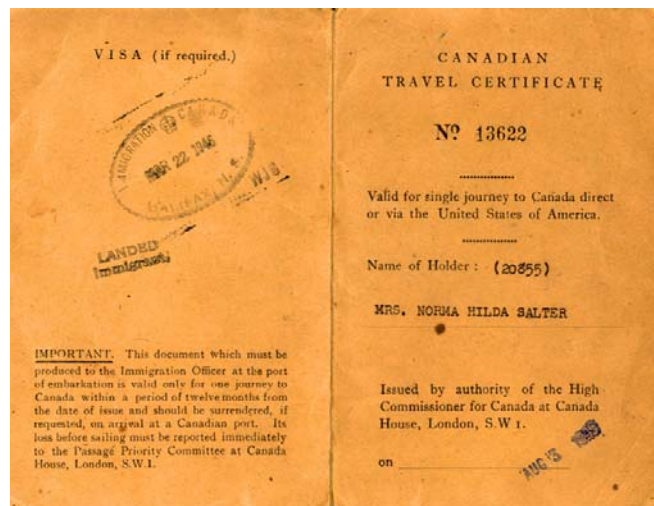 VISA (if required.)
IMMIGRATION CANADA
MAR 22 1946
HALIFAX, N. S.
WJS
LANDED
Immigrant
IMPORTANT. This document which must be
produced to the Immigration Officer at the port
of embarkation is valid only for one journey to
Canada within a period of twelve months from
the date of issue and should be surrendered, if
requested, on arrival at a Canadian port. Its
loss before sailing must be reported immediately
to the Passage Priority Committee at Canada
House, London, S.W.1.
CANADIAN
TRAVEL CERTIFICATE
Nº 13622
Valid for single journey to Canada direct
or via the United States of America.
Name of Holder : (20855)
MRS. NORMA HILDA SALTER
Issued by authority of the High
Commissioner for Canada at Canada
House, London, S.W 1.
on AUG 3